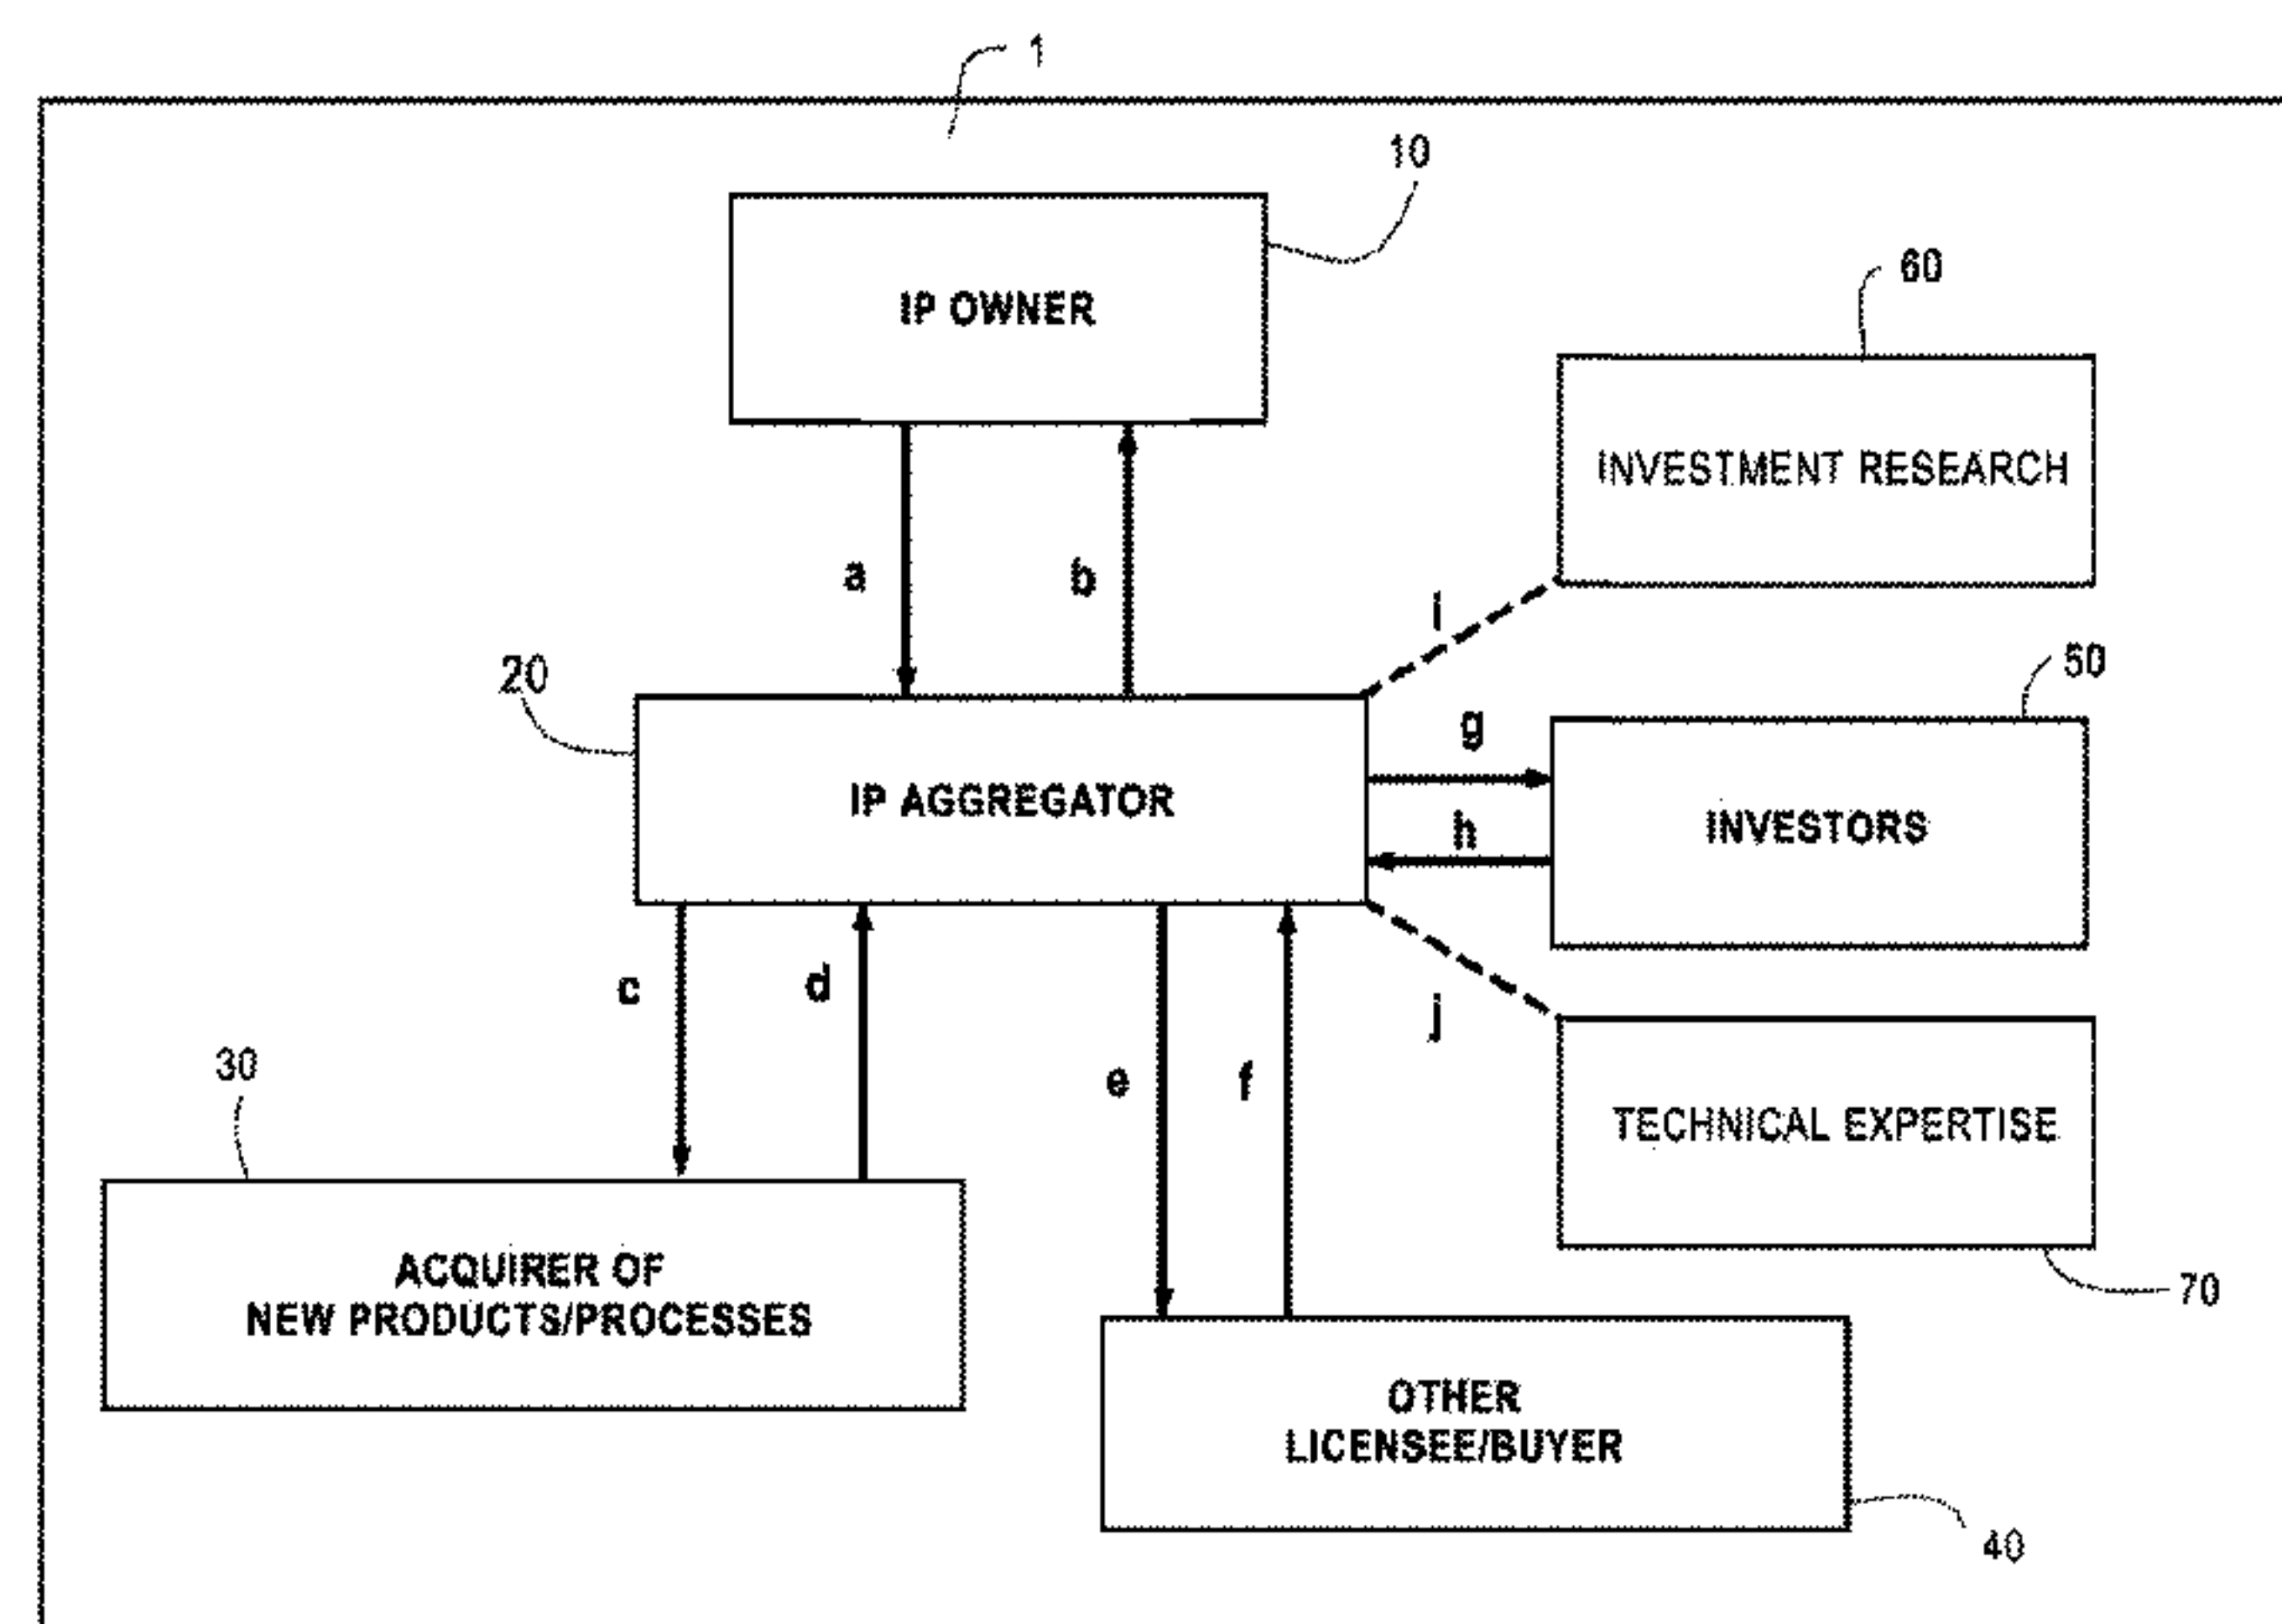 1
10
IP OWNER
60
INVESTMENT RESEARCH
a
b
i
20
50
g
IP AGGREGATOR
INVESTORS
h
c
d
j
30
e
f
TECHNICAL EXPERTISE
ACQUIRER OF
NEW PRODUCTS/PROCESSES
70
OTHER
LICENSEE/BUYER
40